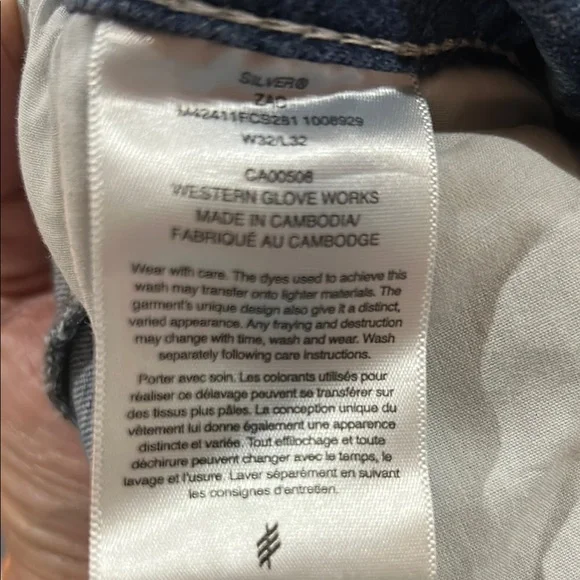 SILVER®
ZAC
M42411FCS281 1008929
W32/L32
CA00508
WESTERN GLOVE WORKS
MADE IN CAMBODIA/
FABRIQUÉ AU CAMBODGE
Wear with care. The dyes used to achieve this
wash may transfer onto lighter materials. The
garment's unique design also give it a distinct,
varied appearance. Any fraying and destruction
may change with time, wash and wear. Wash
separately following care instructions.
Porter avec soin. Les colorants utilisés pour
réaliser ce délavage peuvent se transférer sur
des tissus plus pâles. La conception unique du
vêtement lui donne également une apparence
distincte et variée. Tout effilochage et toute
déchirure peuvent changer avec le temps, le
lavage et l'usure. Laver séparément en suivant
les consignes d'entretien.